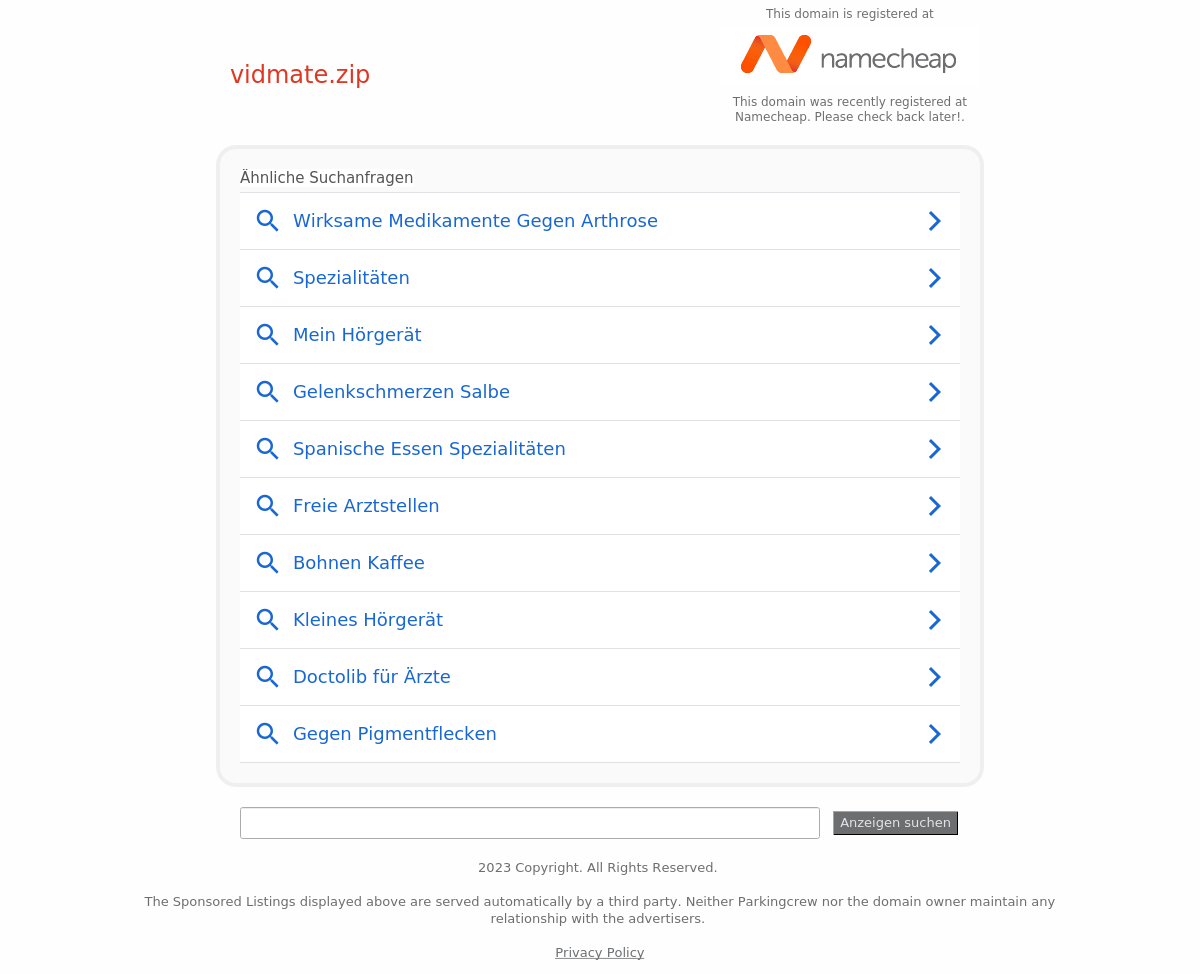 This domain is registered at
namecheap
vidmate.zip
This domain was recently registered at
Namecheap. Please check back later!.
Ähnliche Suchanfragen
Wirksame Medikamente Gegen Arthrose
Spezialitäten
Mein Hörgerät
Gelenkschmerzen Salbe
Spanische Essen Spezialitäten
Freie Arztstellen
Bohnen Kaffee
Kleines Hörgerät
Doctolib für Ärzte
Gegen Pigmentflecken
Anzeigen suchen
2023 Copyright. All Rights Reserved.
The Sponsored Listings displayed above are served automatically by a third party. Neither Parkingcrew nor the domain owner maintain any
relationship with the advertisers.
Privacy Policy